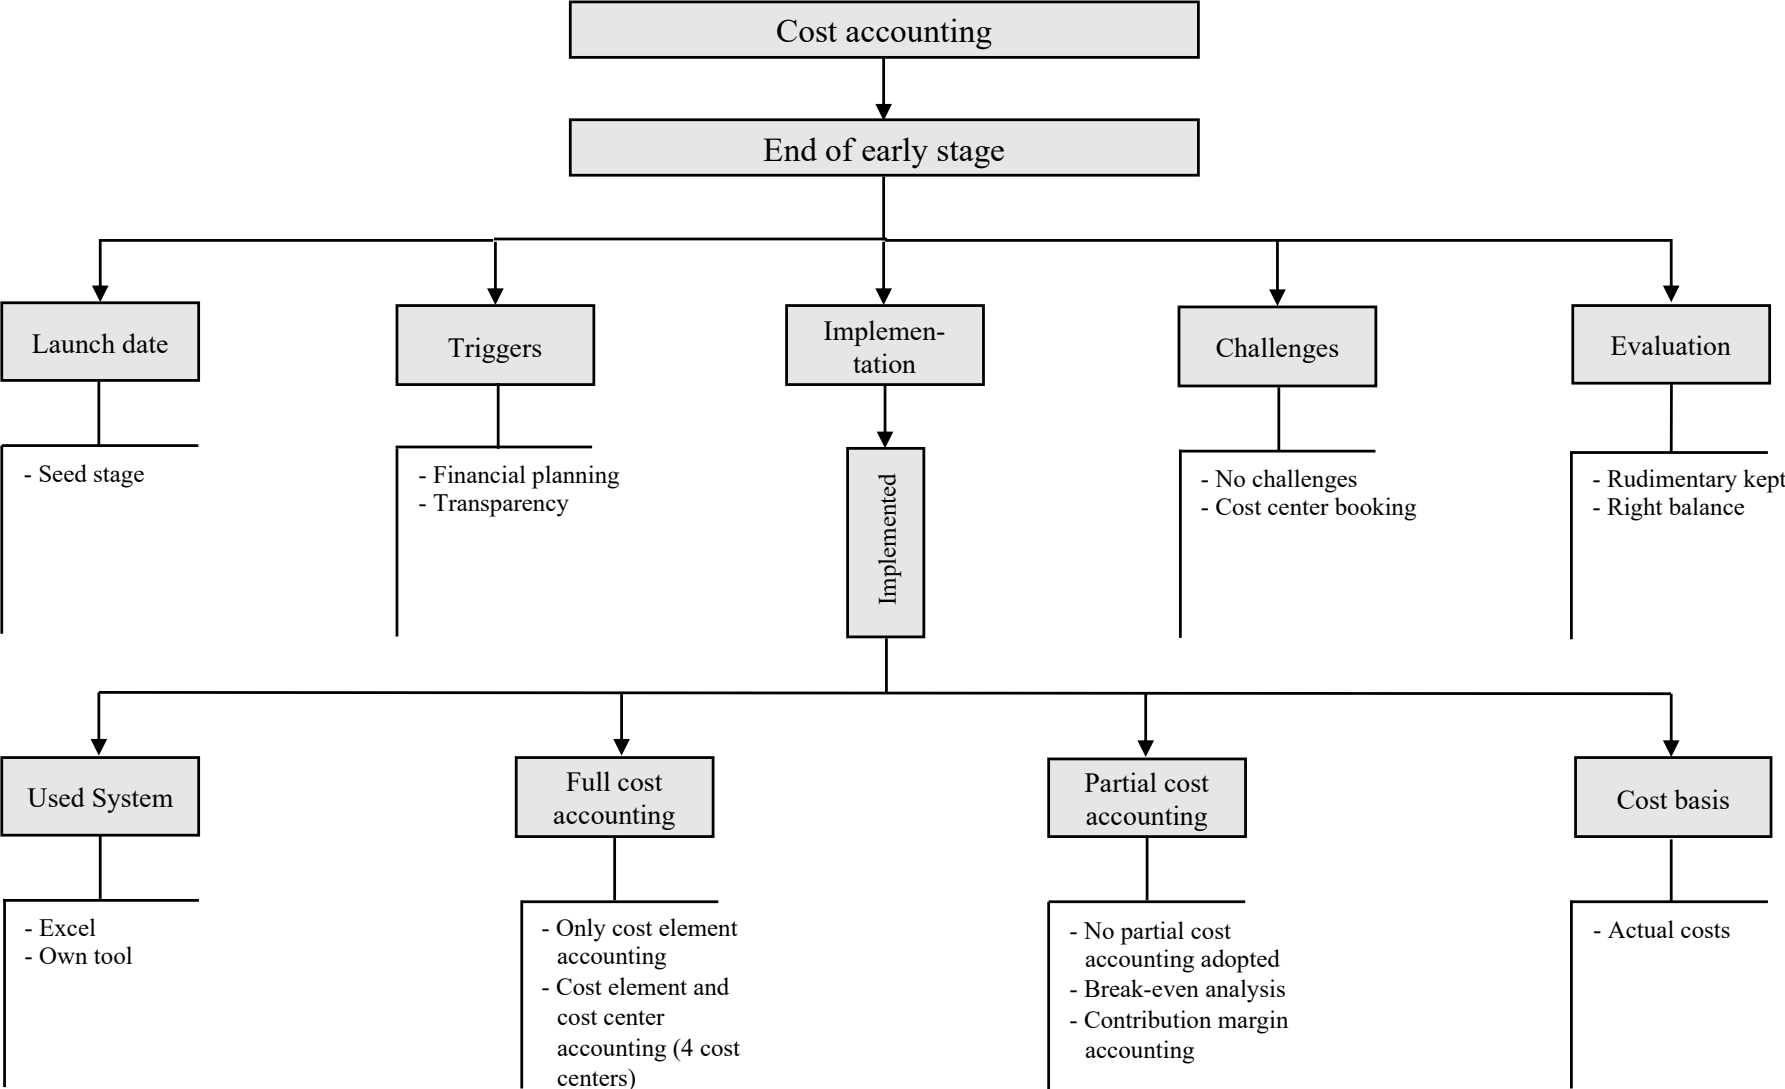 Cost accounting
End of early stage
Launch date
Triggers
Implemen-
tation
Challenges
Evaluation
- Seed stage
- Financial planning
- Transparency
Implemented
- No challenges
- Cost center booking
- Rudimentary kept
- Right balance
Used System
Full cost
accounting
Partial cost
accounting
Cost basis
- Excel
- Own tool
- Only cost element
accounting
- Cost element and
cost center
accounting (4 cost
centers)
- No partial cost
accounting adopted
- Break-even analysis
- Contribution margin
accounting
- Actual costs